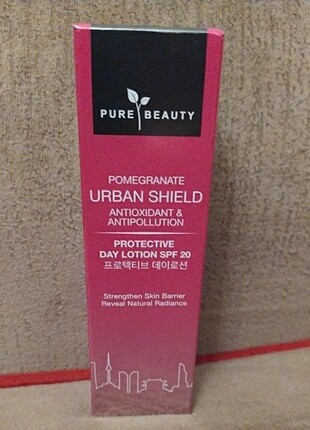 PURE BEAUTY
POMEGRANATE
URBAN SHIELD
ANTIOXIDANT &
ANTIPOLLUTION
PROTECTIVE
DAY LOTION SPF 20
프로텍티브 데이로션
Strengthen Skin Barrier
Reveal Natural Radiance